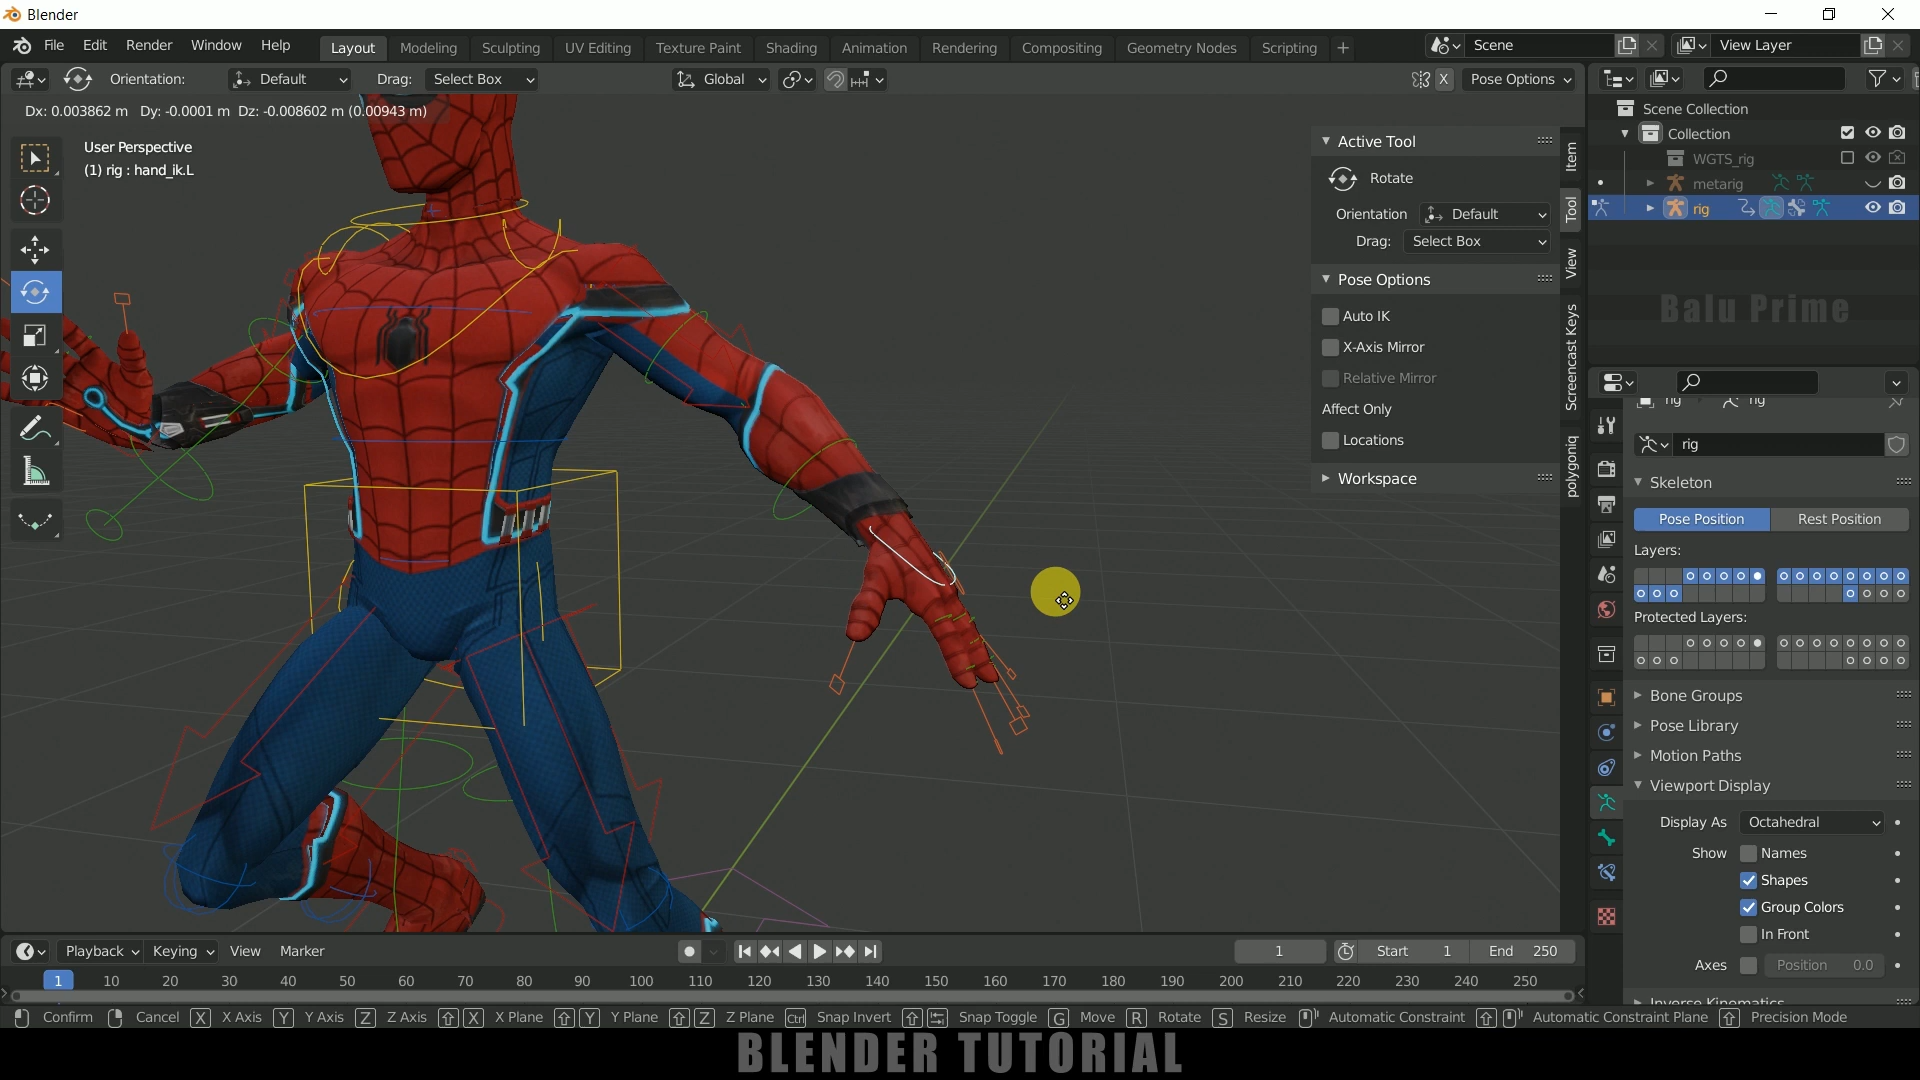 Blender
File Edit Render Window Help Layout Modeling Sculpting UV Editing Texture Paint Shading Animation Rendering Compositing Geometry Nodes Scripting + Scene View Layer
Orientation: Default Drag: Select Box Global X Pose Options
Dx: 0.003862 m Dy: -0.0001 m Dz: -0.008602 m (0.00943 m)
User Perspective
(1) rig : hand_ik.L
Active Tool
Rotate
Orientation Default
Drag: Select Box
Pose Options
Auto IK
X-Axis Mirror
Relative Mirror
Affect Only
Locations
Workspace
Item
Tool
View
Screencast Keys
polygoniq
Scene Collection
Collection
WGTS_rig
metarig
rig
Balu Prime
rig rig
rig
Skeleton
Pose Position Rest Position
Layers:
Protected Layers:
Bone Groups
Pose Library
Motion Paths
Viewport Display
Display As Octahedral
Show Names
Shapes
Group Colors
In Front
Axes Position 0.0
Inverse Kinematics
Playback Keying View Marker 1 Start 1 End 250
1 10 20 30 40 50 60 70 80 90 100 110 120 130 140 150 160 170 180 190 200 210 220 230 240 250
Confirm Cancel X X Axis Y Y Axis Z Z Axis X X Plane Y Y Plane Z Z Plane Ctrl Snap Invert Snap Toggle G Move R Rotate S Resize Automatic Constraint Automatic Constraint Plane Precision Mode
BLENDER TUTORIAL